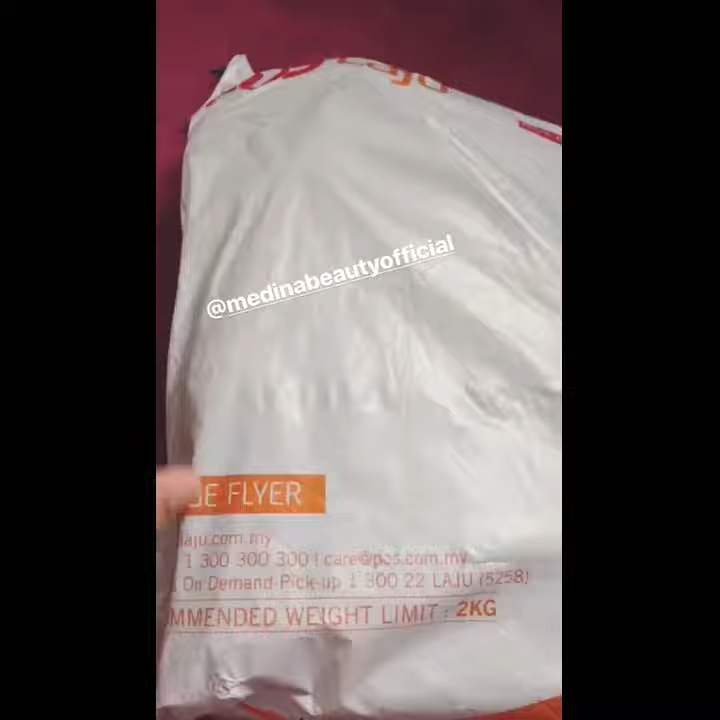 Laju
@medinabeautyofficial
FLYER
laju.com.my
1 300 300 300 | care@pos.com.my
On Demand Pick-up 1 300 22 LAJU (5258)
MMENDED WEIGHT LIMIT : 2KG